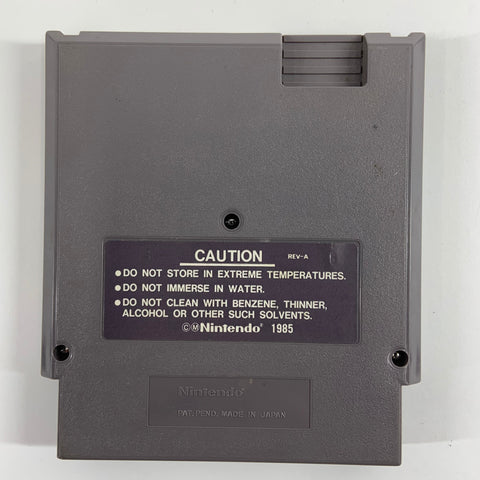 CAUTION REV-A
●DO NOT STORE IN EXTREME TEMPERATURES.
●DO NOT IMMERSE IN WATER.
●DO NOT CLEAN WITH BENZENE, THINNER,
ALCOHOL OR OTHER SUCH SOLVENTS.
©ⓂNintendo® 1985
Nintendo®
PAT. PEND. MADE IN JAPAN